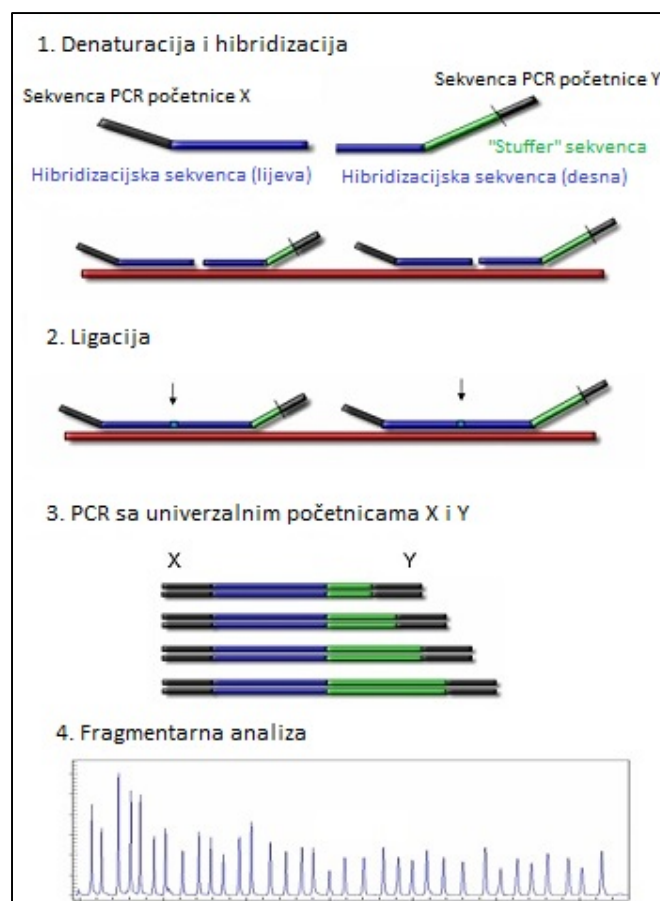 1. Denaturacija i hibridizacija
Sekvenca PCR početnice X
Sekvenca PCR početnice Y
"Stuffer" sekvenca
Hibridizacijska sekvenca (lijeva)
Hibridizacijska sekvenca (desna)
2. Ligacija
3. PCR sa univerzalnim početnicama X i Y
X
Y
4. Fragmentarna analiza